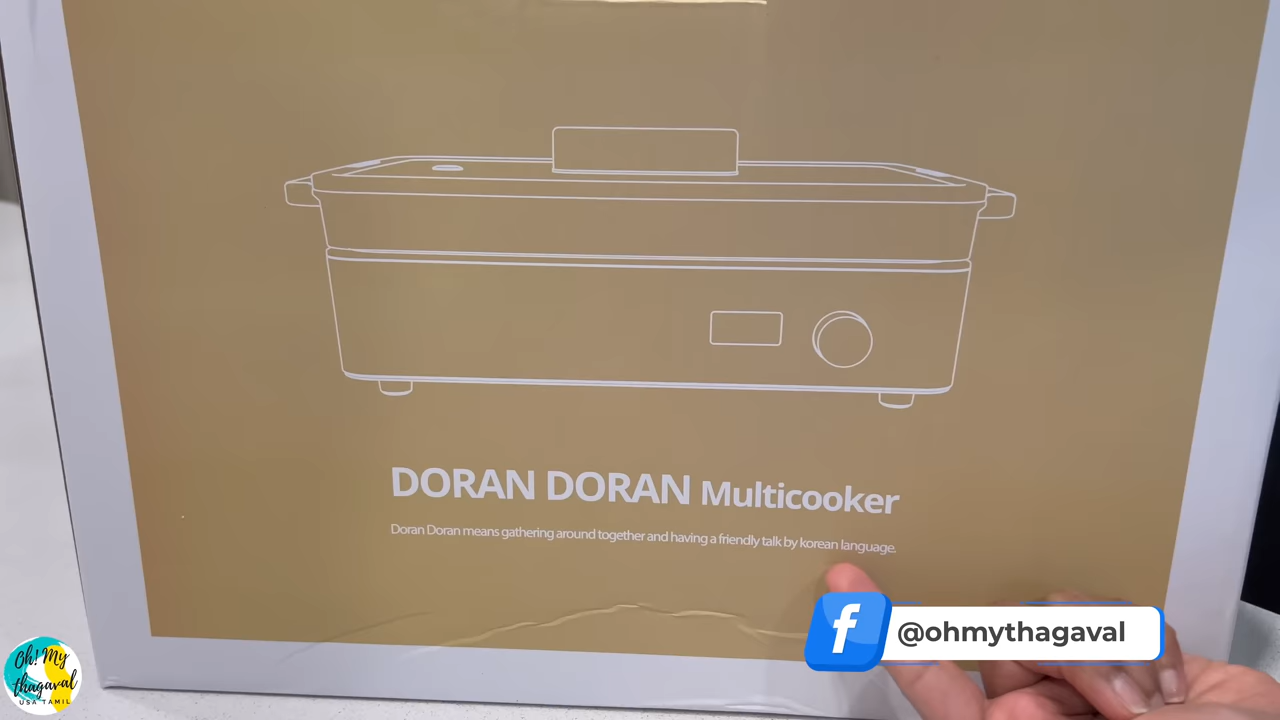 DORAN DORAN Multicooker
Doran Doran means gathering around together and having a friendly talk by korean language.
f @ohmythagaval
Oh! My
thagaval
USA TAMIL